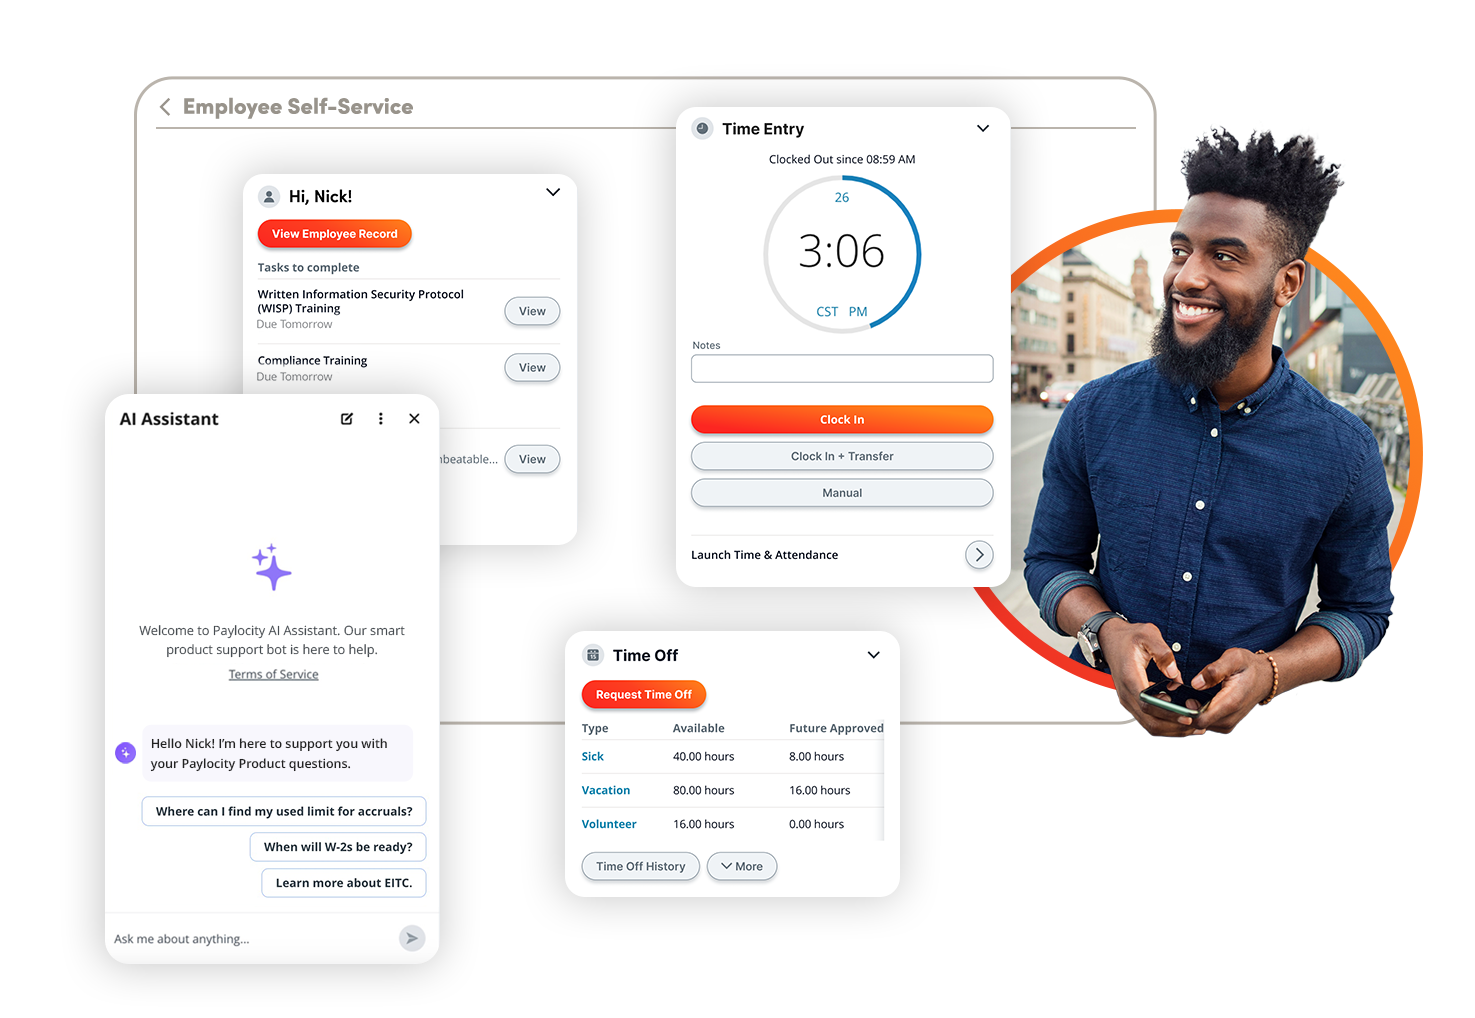 Employee Self-Service
Hi, Nick!
View Employee Record
Tasks to complete
Written Information Security Protocol
(WISP) Training
Due Tomorrow
View
Compliance Training
Due Tomorrow
View
View
Time Entry
Clocked Out since 08:59 AM
26
3:06
CST PM
Notes
Clock In
Clock In + Transfer
Manual
Launch Time & Attendance
AI Assistant
Welcome to Paylocity AI Assistant. Our smart
product support bot is here to help.
Terms of Service
Hello Nick! I'm here to support you with
your Paylocity Product questions.
Where can I find my used limit for accruals?
When will W-2s be ready?
Learn more about EITC.
Ask me about anything...
Time Off
Request Time Off
Type Available Future Approved
Sick 40.00 hours 8.00 hours
Vacation 80.00 hours 16.00 hours
Volunteer 16.00 hours 0.00 hours
Time Off History
More